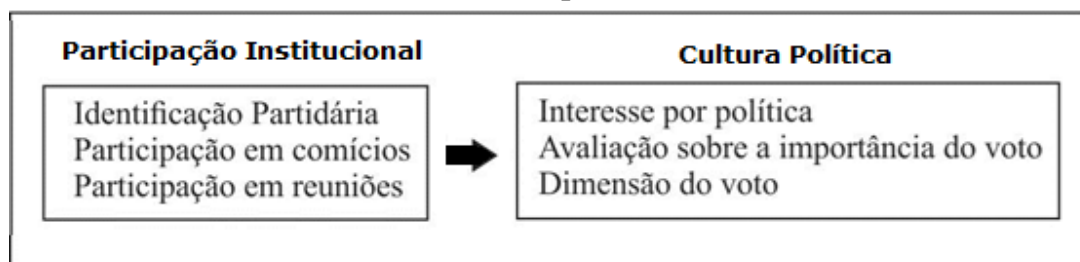 Participação Institucional
Identificação Partidária
Participação em comícios
Participação em reuniões
Cultura Política
Interesse por política
Avaliação sobre a importância do voto
Dimensão do voto